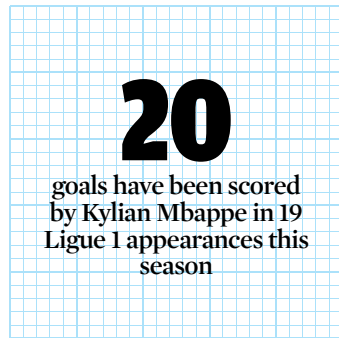 20
goals have been scored
by Kylian Mbappe in 19
Ligue 1 appearances this
season